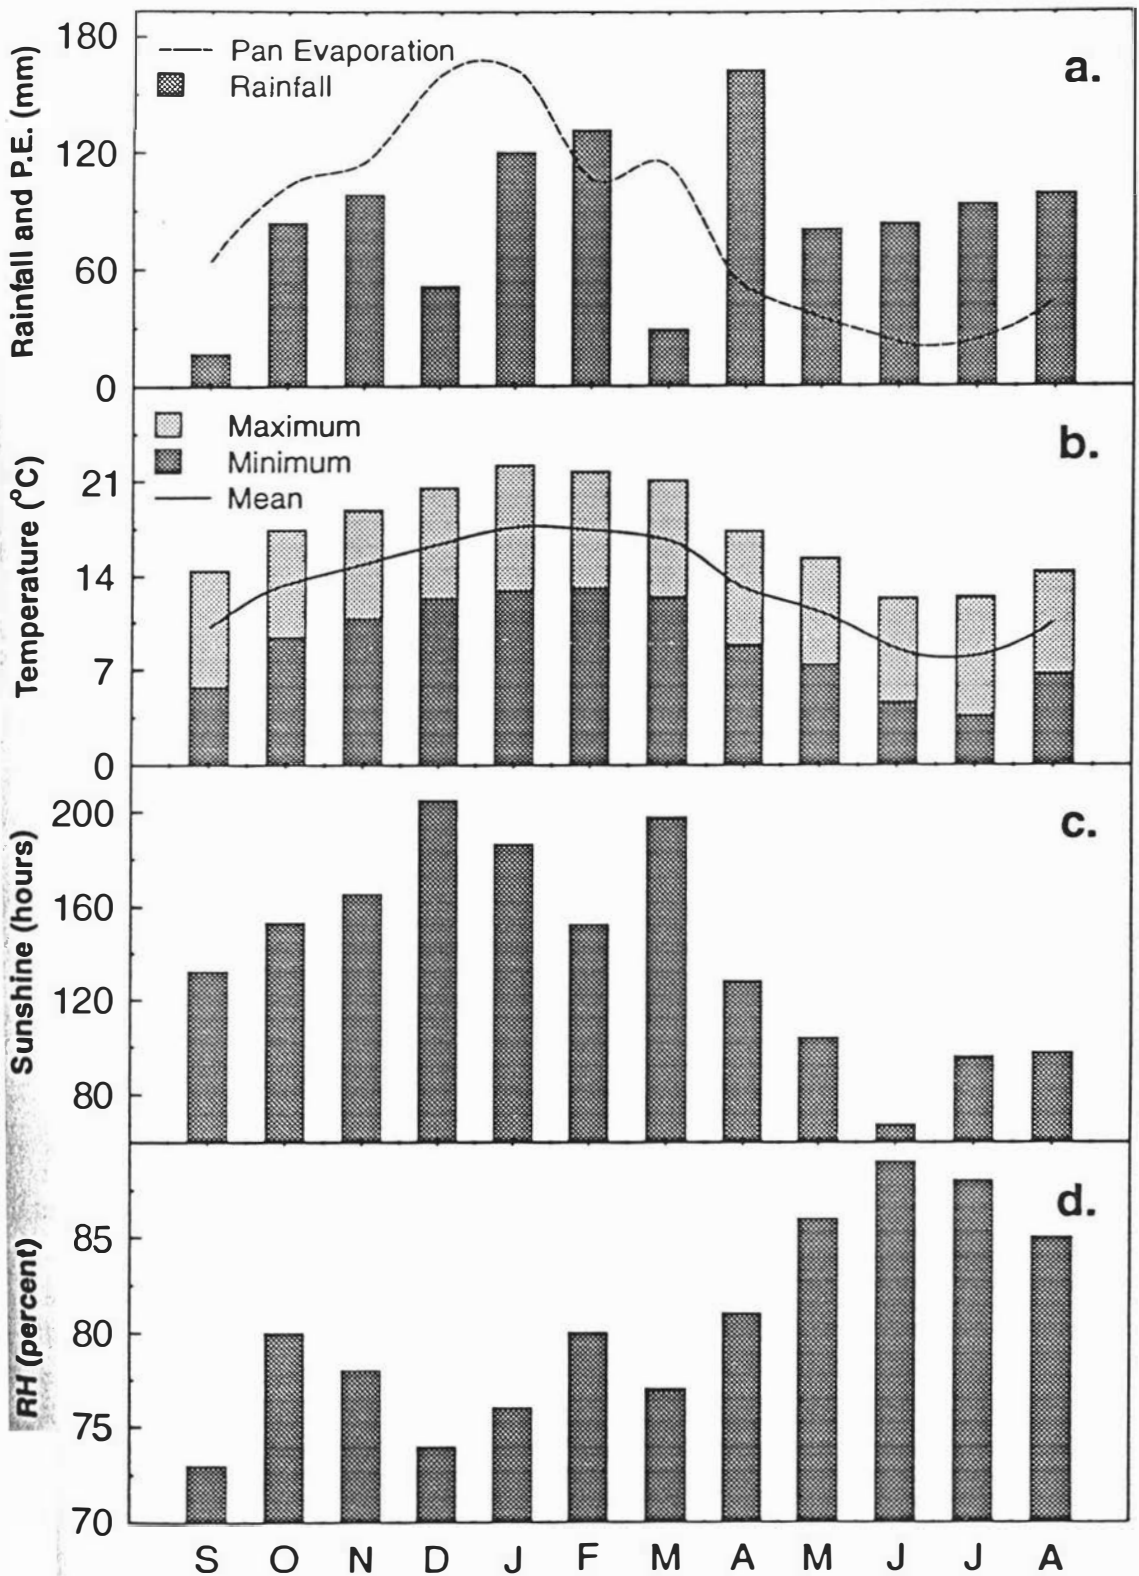 Rainfall and P.E. (mm)
180
120
60
0
Pan Evaporation
Rainfall
a.
Temperature (°C)
21
14
7
0
Maximum
Minimum
Mean
b.
Sunshine (hours)
200
160
120
80
c.
RH (percent)
85
80
75
70
d.
S O N D J F M A M J J A